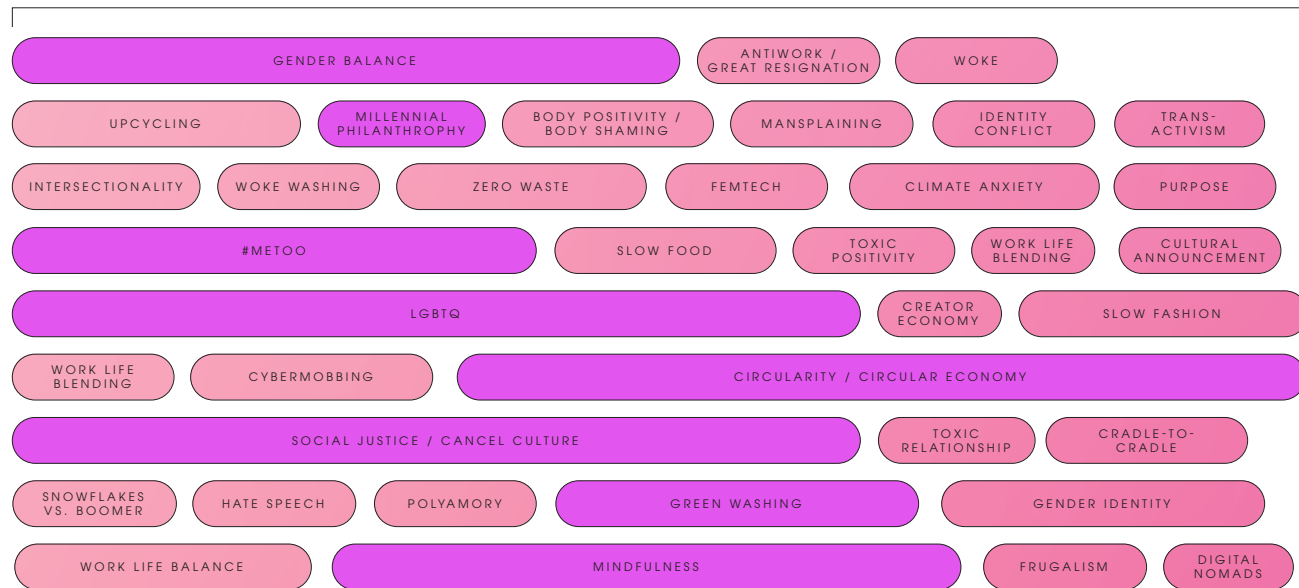 GENDER BALANCE
ANTIWORK /
GREAT RESIGNATION
WOKE
UPCYCLING
MILLENNIAL
PHILANTHROPHY
BODY POSITIVITY /
BODY SHAMING
MANSPLAINING
IDENTITY
CONFLICT
TRANS-
ACTIVISM
INTERSECTIONALITY
WOKE WASHING
ZERO WASTE
FEMTECH
CLIMATE ANXIETY
PURPOSE
#METOO
SLOW FOOD
TOXIC
POSITIVITY
WORK LIFE
BLENDING
CULTURAL
ANNOUNCEMENT
LGBTQ
CREATOR
ECONOMY
SLOW FASHION
WORK LIFE
BLENDING
CYBERMOBBING
CIRCULARITY / CIRCULAR ECONOMY
SOCIAL JUSTICE / CANCEL CULTURE
TOXIC
RELATIONSHIP
CRADLE-TO-
CRADLE
SNOWFLAKES
VS. BOOMER
HATE SPEECH
POLYAMORY
GREEN WASHING
GENDER IDENTITY
WORK LIFE BALANCE
MINDFULNESS
FRUGALISM
DIGITAL
NOMADS